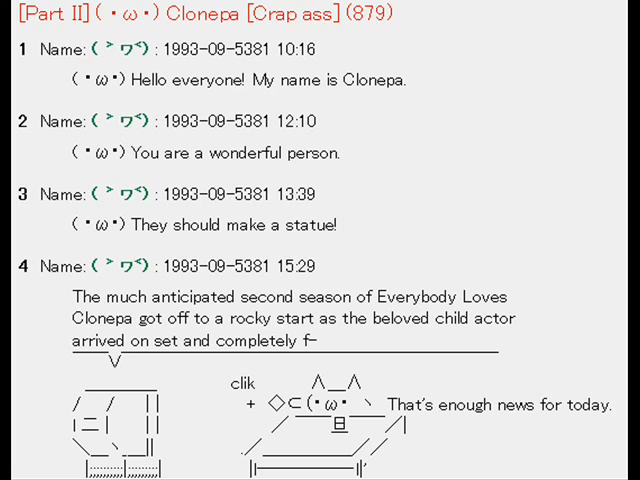 [Part II] ( ・ω・) Clonepa [Crap ass] (879)
1 Name: ( ゚ ヮ゚) : 1993-09-5381 10:16
( ・ω・) Hello everyone! My name is Clonepa.
2 Name: ( ゚ ヮ゚) : 1993-09-5381 12:10
( ・ω・) You are a wonderful person.
3 Name: ( ゚ ヮ゚) : 1993-09-5381 13:39
( ・ω・) They should make a statue!
4 Name: ( ゚ ヮ゚) : 1993-09-5381 15:29
The much anticipated second season of Everybody Loves
Clonepa got off to a rocky start as the beloved child actor
arrived on set and completely f-
clik
That's enough news for today.